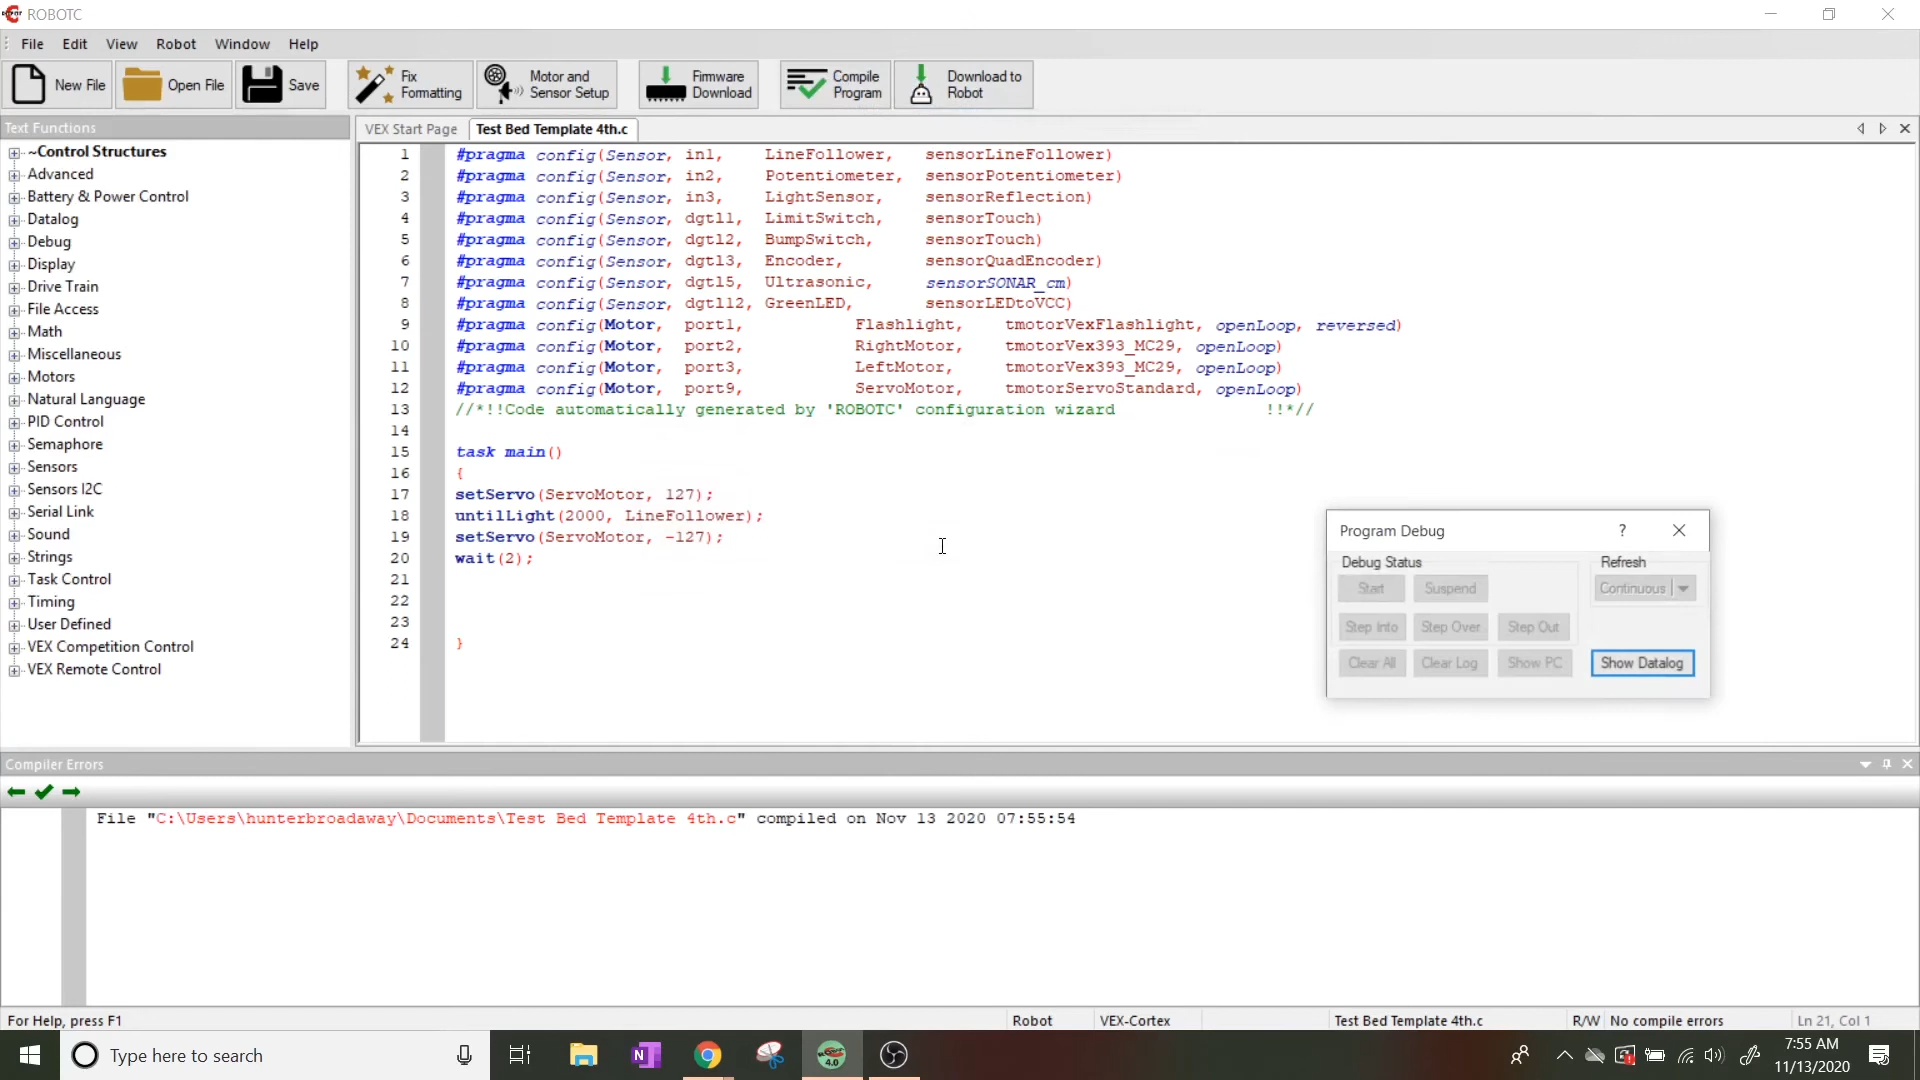 ROBOTC
File Edit View Robot Window Help
New File Open File Save Fix Formatting Motor and Sensor Setup Firmware Download Compile Program Download to Robot
Text Functions
~Control Structures
Advanced
Battery & Power Control
Datalog
Debug
Display
Drive Train
File Access
Math
Miscellaneous
Motors
Natural Language
PID Control
Semaphore
Sensors
Sensors I2C
Serial Link
Sound
Strings
Task Control
Timing
User Defined
VEX Competition Control
VEX Remote Control
VEX Start Page Test Bed Template 4th.c
1 #pragma config(Sensor, in1, LineFollower, sensorLineFollower)
2 #pragma config(Sensor, in2, Potentiometer, sensorPotentiometer)
3 #pragma config(Sensor, in3, LightSensor, sensorReflection)
4 #pragma config(Sensor, dgtl1, LimitSwitch, sensorTouch)
5 #pragma config(Sensor, dgtl2, BumpSwitch, sensorTouch)
6 #pragma config(Sensor, dgtl3, Encoder, sensorQuadEncoder)
7 #pragma config(Sensor, dgtl5, Ultrasonic, sensorSONAR_cm)
8 #pragma config(Sensor, dgtl12, GreenLED, sensorLEDtoVCC)
9 #pragma config(Motor, port1, Flashlight, tmotorVexFlashlight, openLoop, reversed)
10 #pragma config(Motor, port2, RightMotor, tmotorVex393_MC29, openLoop)
11 #pragma config(Motor, port3, LeftMotor, tmotorVex393_MC29, openLoop)
12 #pragma config(Motor, port9, ServoMotor, tmotorServoStandard, openLoop)
13 //*!!Code automatically generated by 'ROBOTC' configuration wizard !!*//
14
15 task main()
16 {
17 setServo(ServoMotor, 127);
18 untilLight(2000, LineFollower);
19 setServo(ServoMotor, -127);
20 wait(2);
21
22
23
24 }
Program Debug ?
Debug Status Refresh
Start Suspend Continuous
Step Into Step Over Step Out
Clear All Clear Log Show PC Show Datalog
Compiler Errors
File "C:\Users\hunterbroadaway\Documents\Test Bed Template 4th.c" compiled on Nov 13 2020 07:55:54
For Help, press F1 Robot VEX-Cortex Test Bed Template 4th.c R/W No compile errors Ln 21, Col 1
Type here to search
N
4.0
7:55 AM
11/13/2020